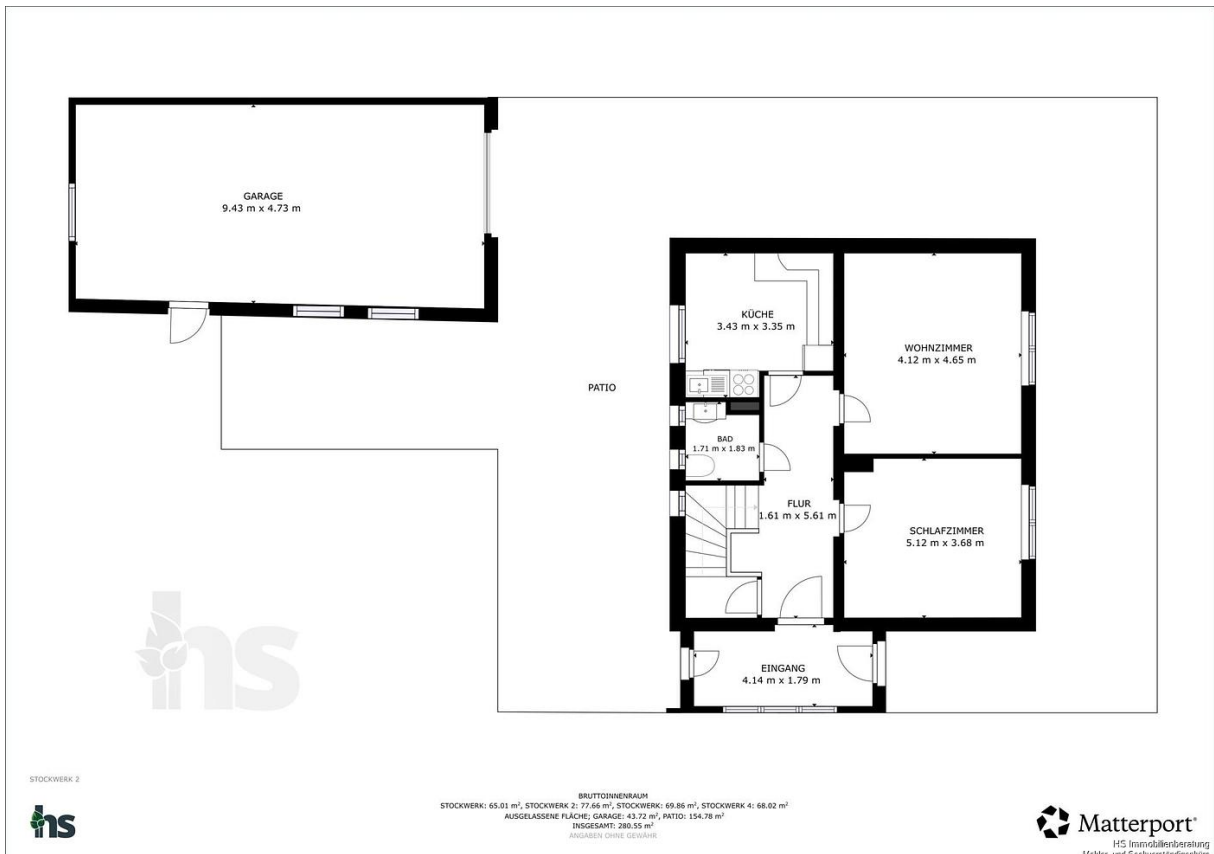 GARAGE
9.43 m x 4.73 m
KÜCHE
3.43 m x 3.35 m
WOHNZIMMER
4.12 m x 4.65 m
PATIO
BAD
1.71 m x 1.83 m
FLUR
1.61 m x 5.61 m
SCHLAFZIMMER
5.12 m x 3.68 m
EINGANG
4.14 m x 1.79 m
hs
STOCKWERK 2
hs
BRUTTOINNENRAUM
STOCKWERK: 65.01 m², STOCKWERK 2: 77.66 m², STOCKWERK: 69.86 m², STOCKWERK 4: 68.02 m²
AUSGELASSENE FLÄCHE; GARAGE: 43.72 m², PATIO: 154.78 m²
INSGESAMT: 280.55 m²
ANGABEN OHNE GEWÄHR
Matterport®
HS Immobilienberatung